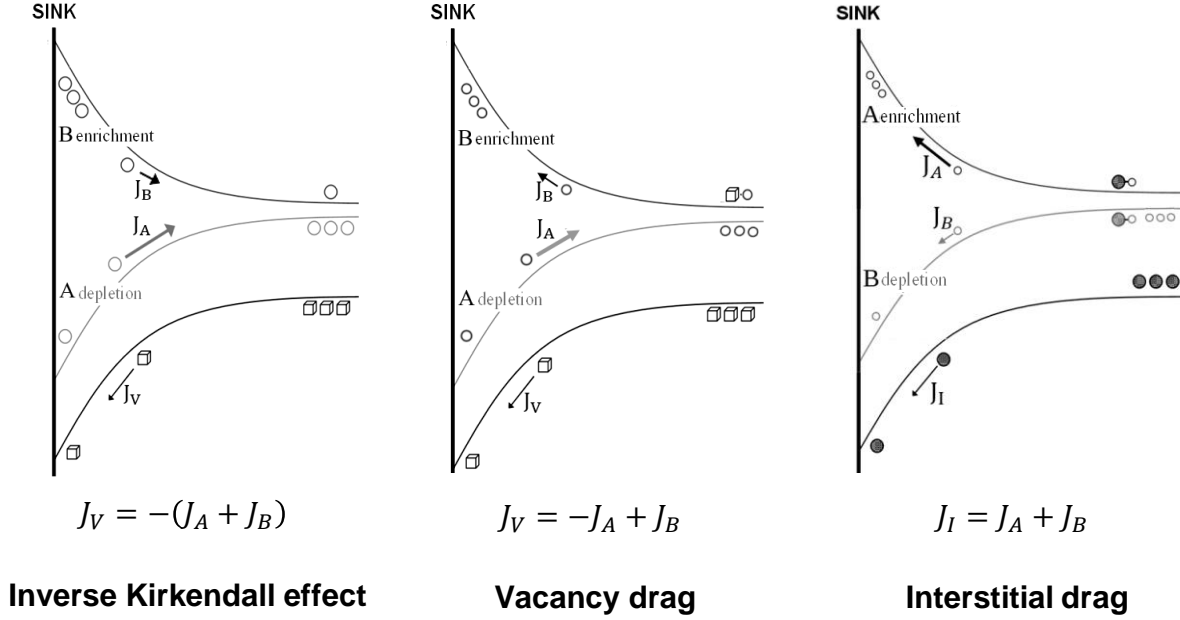 SINK
B enrichment
J_B
J_A
A depletion
J_V
J_V = −(J_A + J_B)
Inverse Kirkendall effect
SINK
B enrichment
J_B
J_A
A depletion
J_V
J_V = −J_A + J_B
Vacancy drag
SINK
A enrichment
J_A
J_B
B depletion
J_I
J_I = J_A + J_B
Interstitial drag